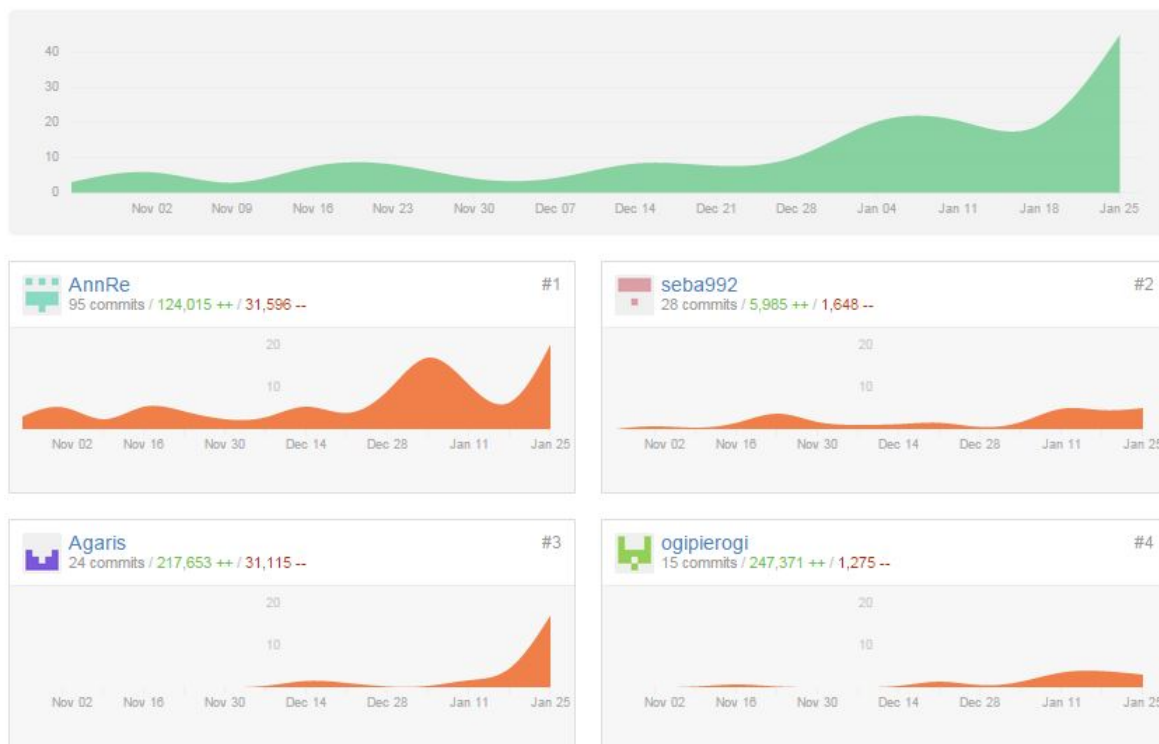 40
30
20
10
0
Nov 02 Nov 09 Nov 16 Nov 23 Nov 30 Dec 07 Dec 14 Dec 21 Dec 28 Jan 04 Jan 11 Jan 18 Jan 25
AnnRe #1
95 commits / 124,015 ++ / 31,596 --
20
10
Nov 02 Nov 16 Nov 30 Dec 14 Dec 28 Jan 11 Jan 25
seba992 #2
28 commits / 5,985 ++ / 1,648 --
20
10
Nov 02 Nov 16 Nov 30 Dec 14 Dec 28 Jan 11 Jan 25
Agaris #3
24 commits / 217,653 ++ / 31,115 --
20
10
Nov 02 Nov 16 Nov 30 Dec 14 Dec 28 Jan 11 Jan 25
ogipierogi #4
15 commits / 247,371 ++ / 1,275 --
20
10
Nov 02 Nov 16 Nov 30 Dec 14 Dec 28 Jan 11 Jan 25